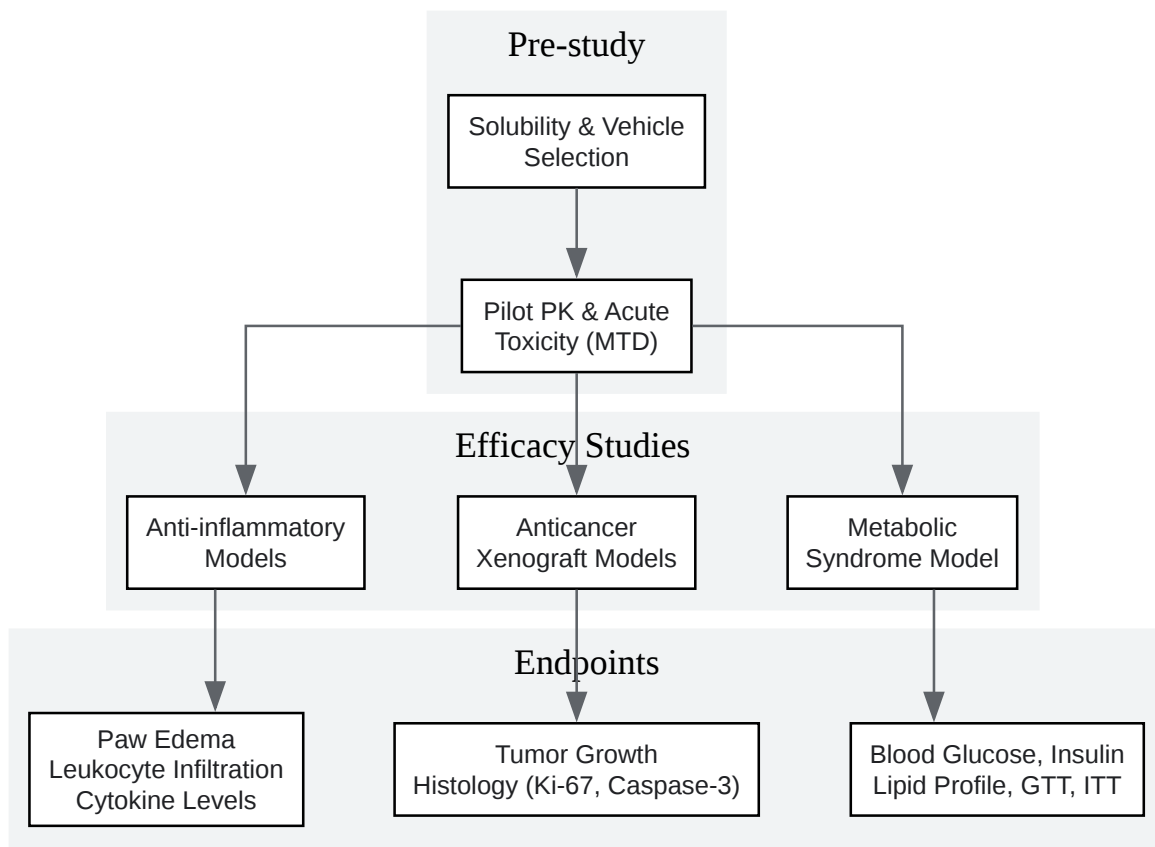 Pre-study
Solubility & Vehicle
Selection
Pilot PK & Acute
Toxicity (MTD)
Efficacy Studies
Anti-inflammatory
Models
Anticancer
Xenograft Models
Metabolic
Syndrome Model
Endpoints
Paw Edema
Leukocyte Infiltration
Cytokine Levels
Tumor Growth
Histology (Ki-67, Caspase-3)
Blood Glucose, Insulin
Lipid Profile, GTT, ITT